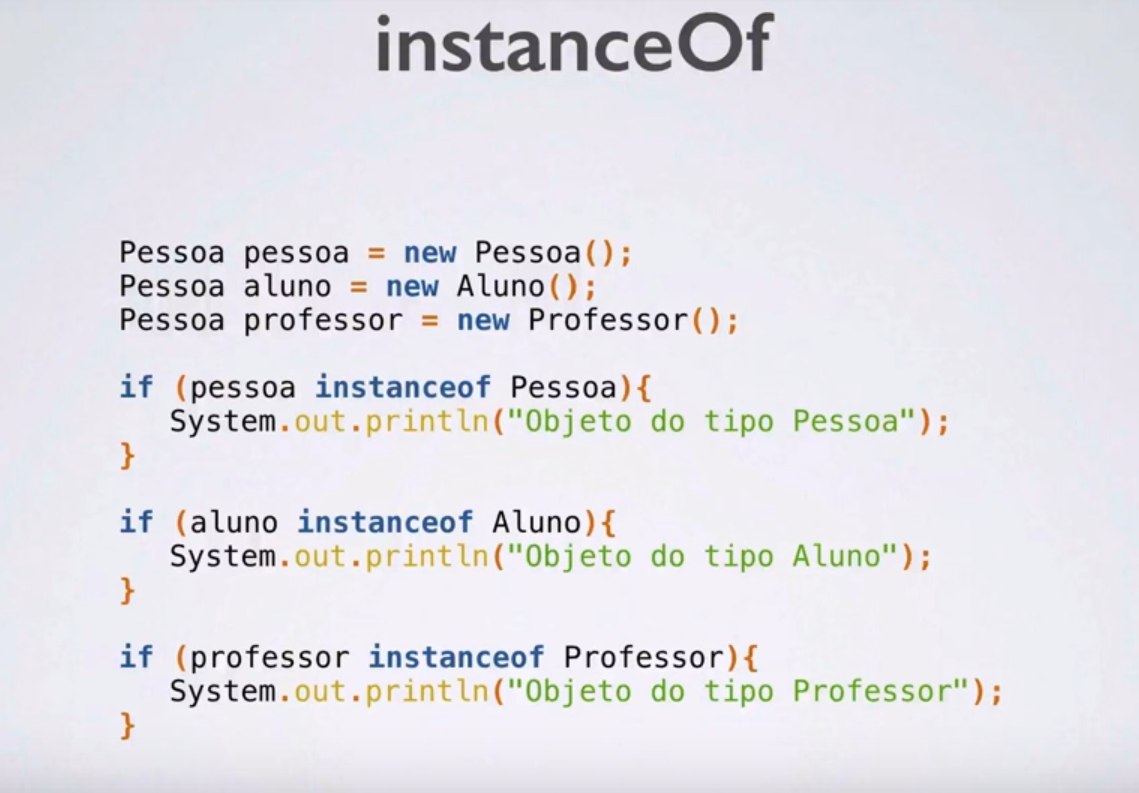 instanceOf
Pessoa pessoa = new Pessoa();
Pessoa aluno = new Aluno();
Pessoa professor = new Professor();
if (pessoa instanceof Pessoa){
System.out.println("Objeto do tipo Pessoa");
}
if (aluno instanceof Aluno){
System.out.println("Objeto do tipo Aluno");
}
if (professor instanceof Professor){
System.out.println("Objeto do tipo Professor");
}